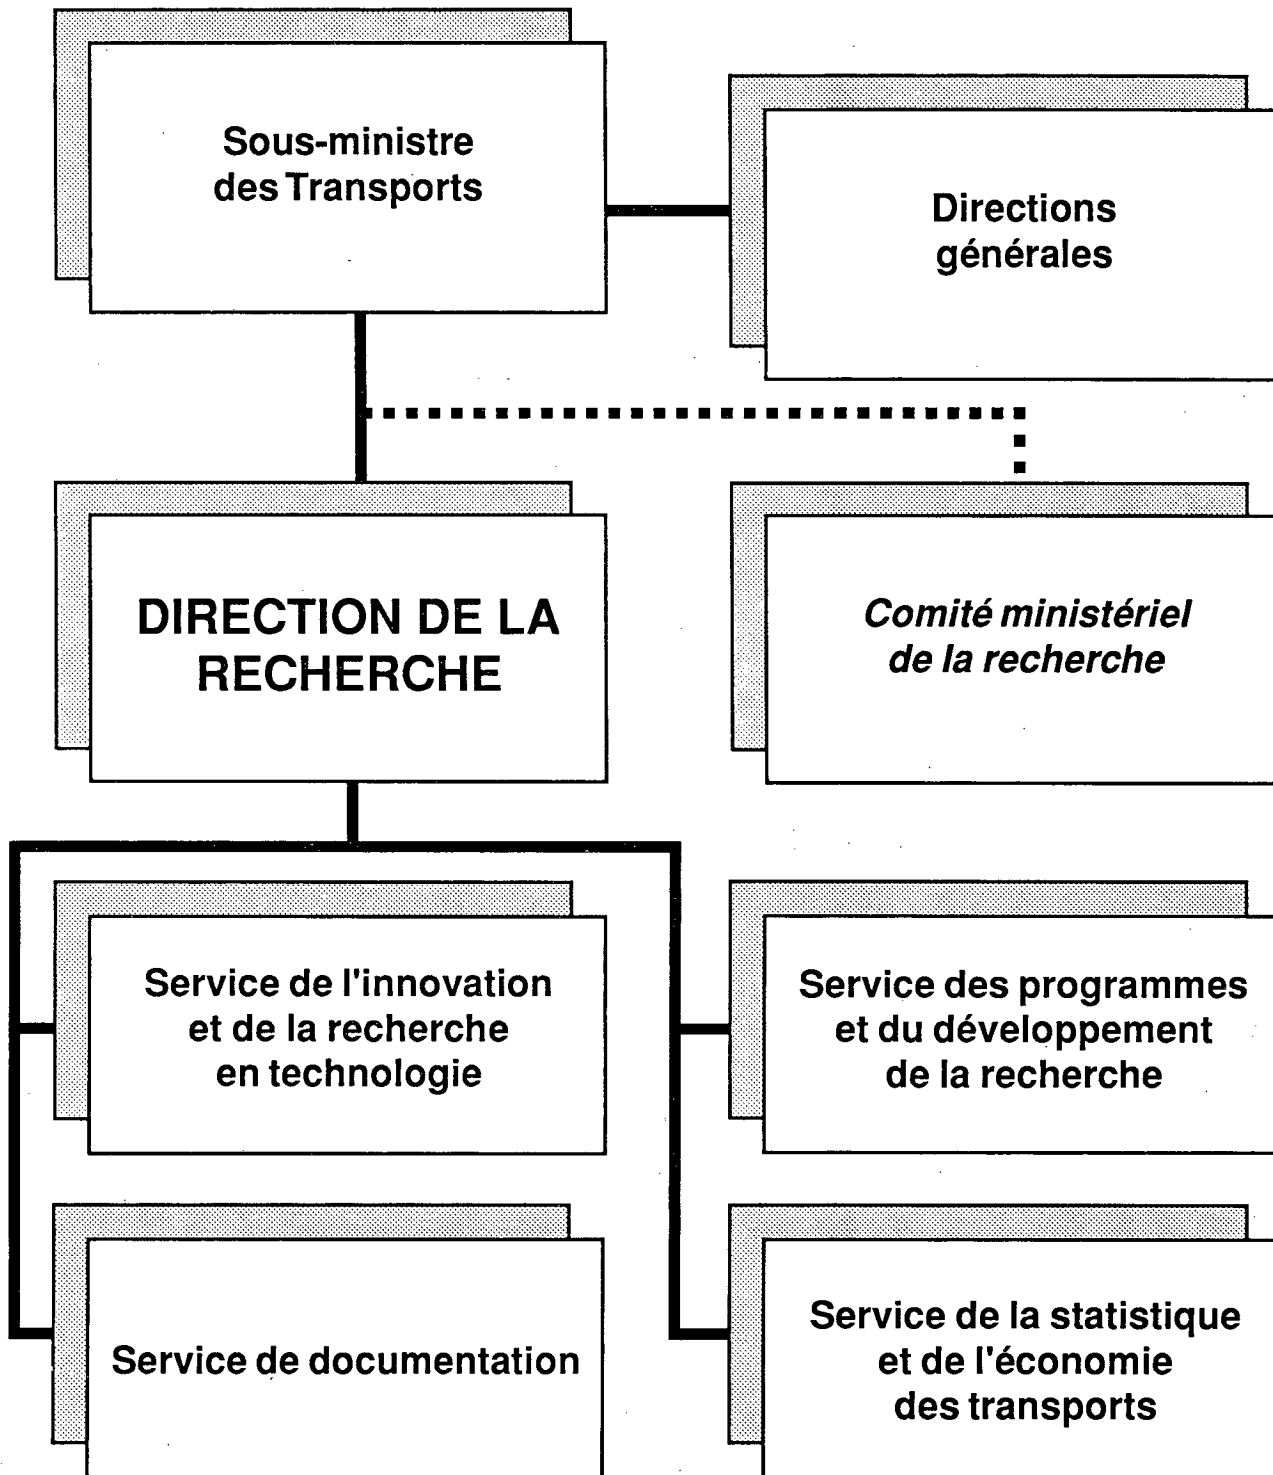 Sous-ministre
des Transports
Directions
générales
DIRECTION DE LA
RECHERCHE
Comité ministériel
de la recherche
Service de l'innovation
et de la recherche
en technologie
Service des programmes
et du développement
de la recherche
Service de documentation
Service de la statistique
et de l'économie
des transports